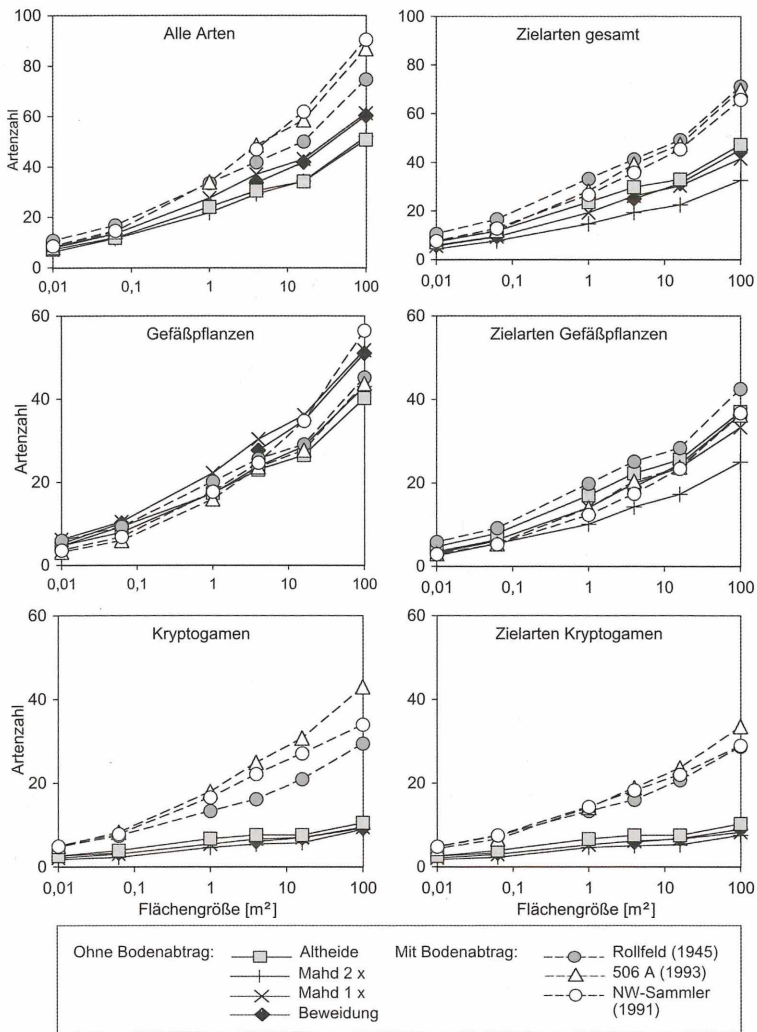 Alle Arten
Artenzahl
100
80
60
40
20
0
0,01 0,1 1 10 100
Zielarten gesamt
100
80
60
40
20
0
0,01 0,1 1 10 100
Gefäßpflanzen
Artenzahl
60
40
20
0
0,01 0,1 1 10 100
Zielarten Gefäßpflanzen
60
40
20
0
0,01 0,1 1 10 100
Kryptogamen
Artenzahl
60
40
20
0
0,01 0,1 1 10 100
Flächengröße [m²]
Zielarten Kryptogamen
60
40
20
0
0,01 0,1 1 10 100
Flächengröße [m²]
Ohne Bodenabtrag:
Altheide
Mahd 2 x
Mahd 1 x
Beweidung
Mit Bodenabtrag:
Rollfeld (1945)
506 A (1993)
NW-Sammler
(1991)